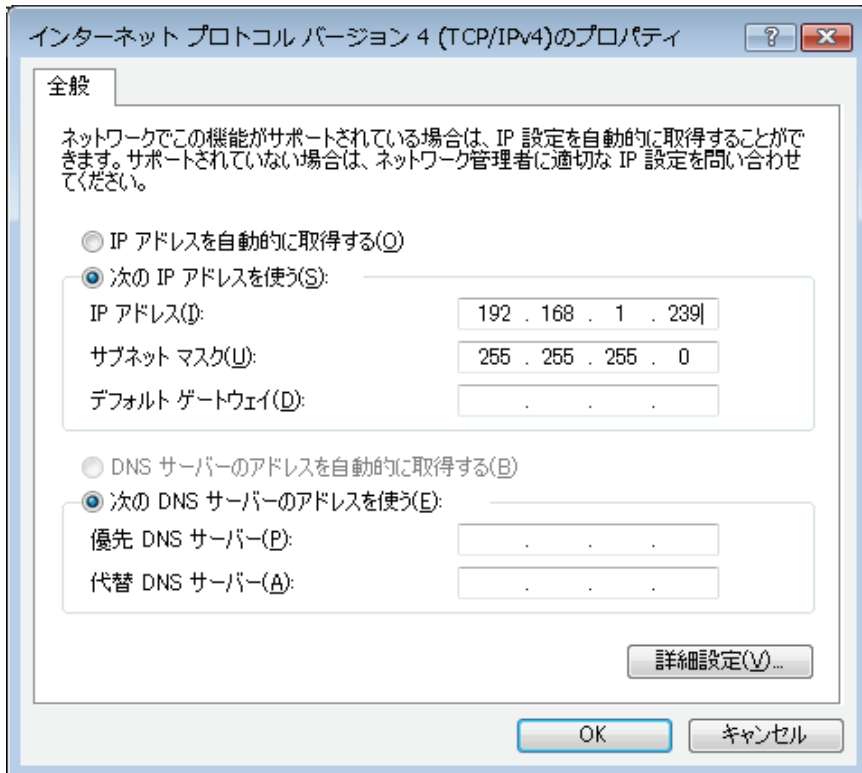 インターネット プロトコル バージョン 4 (TCP/IPv4)のプロパティ
全般
ネットワークでこの機能がサポートされている場合は、IP 設定を自動的に取得することがで
きます。サポートされていない場合は、ネットワーク管理者に適切な IP 設定を問い合わせ
てください。
IP アドレスを自動的に取得する(O)
次の IP アドレスを使う(S):
IP アドレス(I): 192 . 168 . 1 . 239
サブネット マスク(U): 255 . 255 . 255 . 0
デフォルト ゲートウェイ(D): . . .
DNS サーバーのアドレスを自動的に取得する(B)
次の DNS サーバーのアドレスを使う(E):
優先 DNS サーバー(P): . . .
代替 DNS サーバー(A): . . .
詳細設定(V)...
OK キャンセル